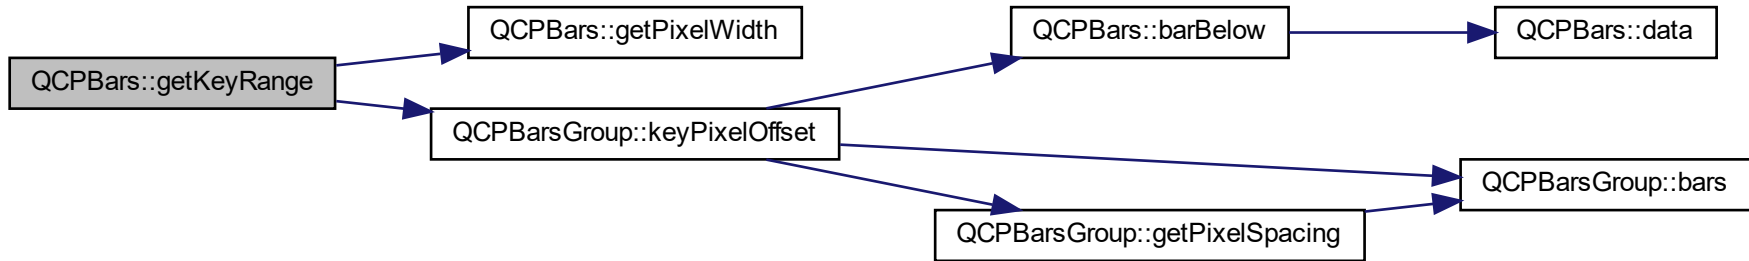 QCPBars::getPixelWidth
QCPBars::barBelow
QCPBars::data
QCPBars::getKeyRange
QCPBarsGroup::keyPixelOffset
QCPBarsGroup::bars
QCPBarsGroup::getPixelSpacing